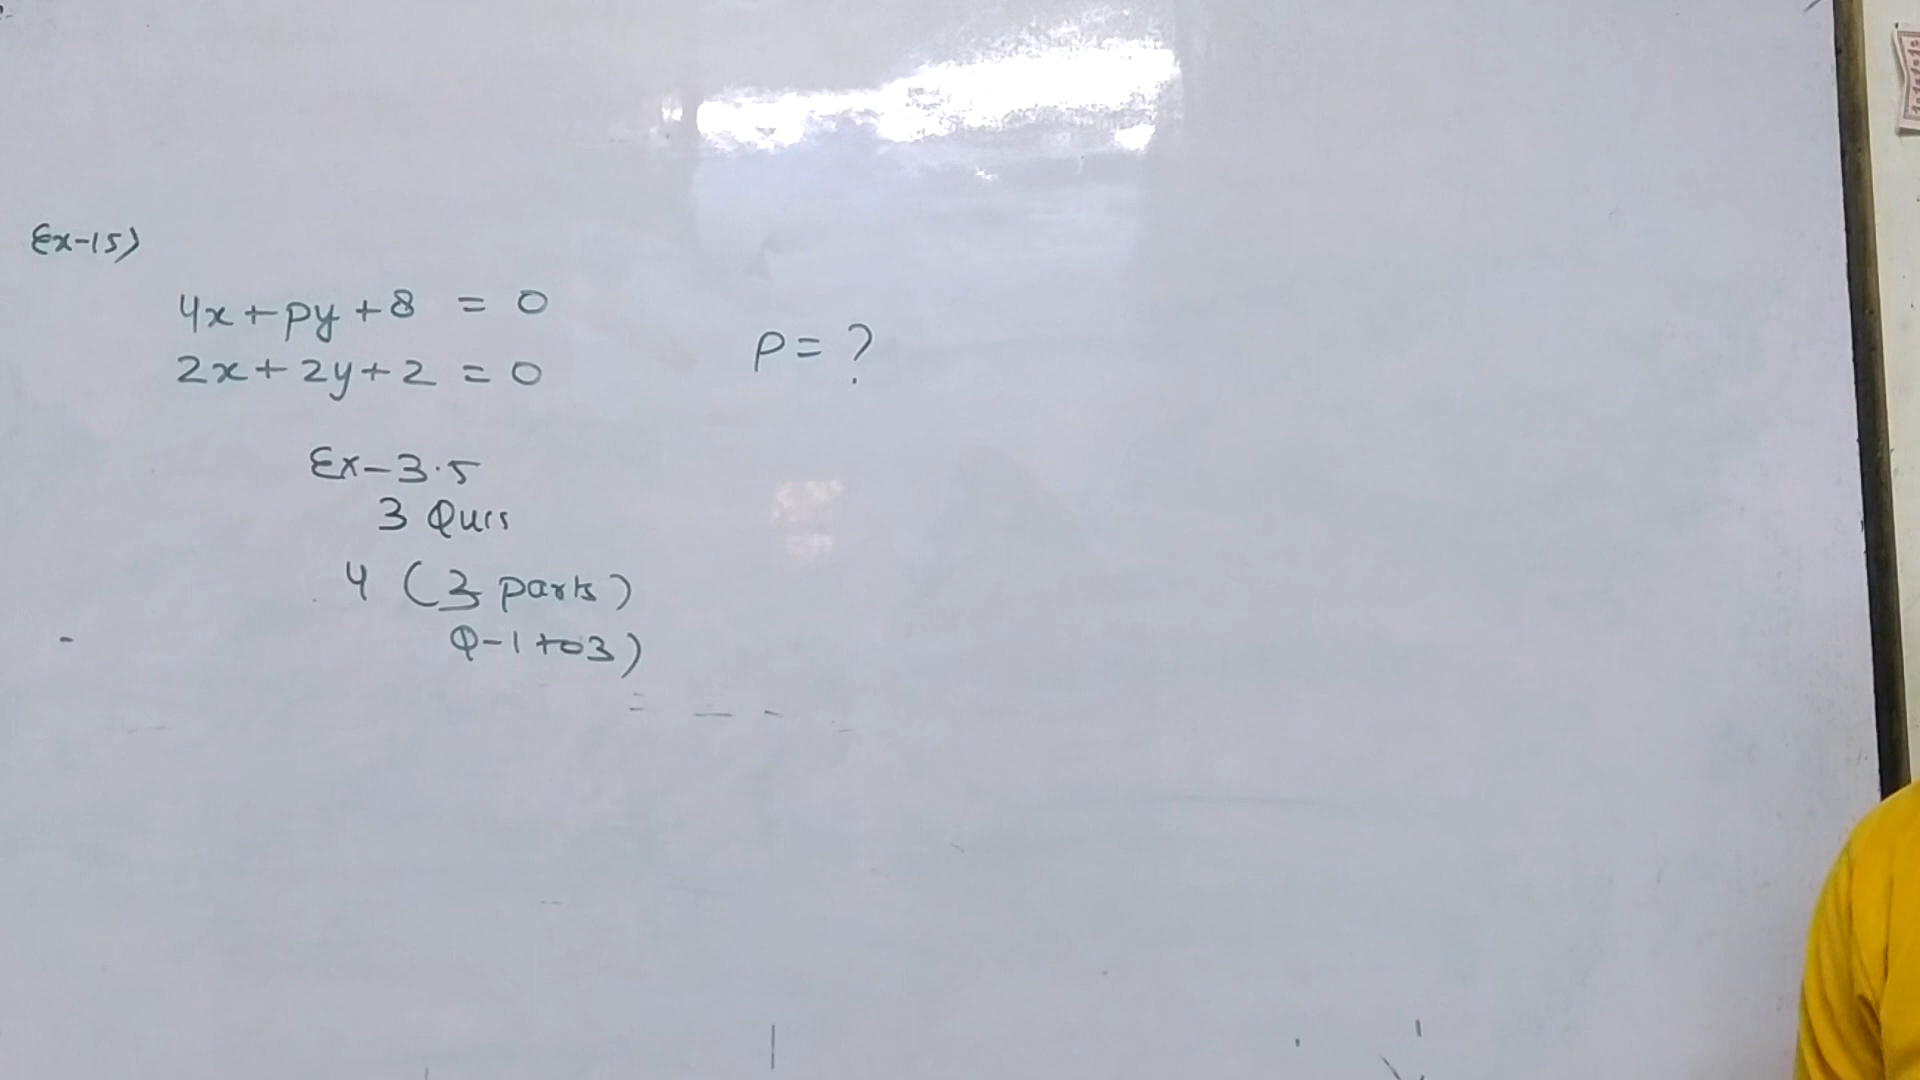 Ex-15)
4x+py+8 = 0
2x+2y+2 = 0
P= ?
Ex-3.5
3 Ques
4 (3 parts)
Q-1 to 3)